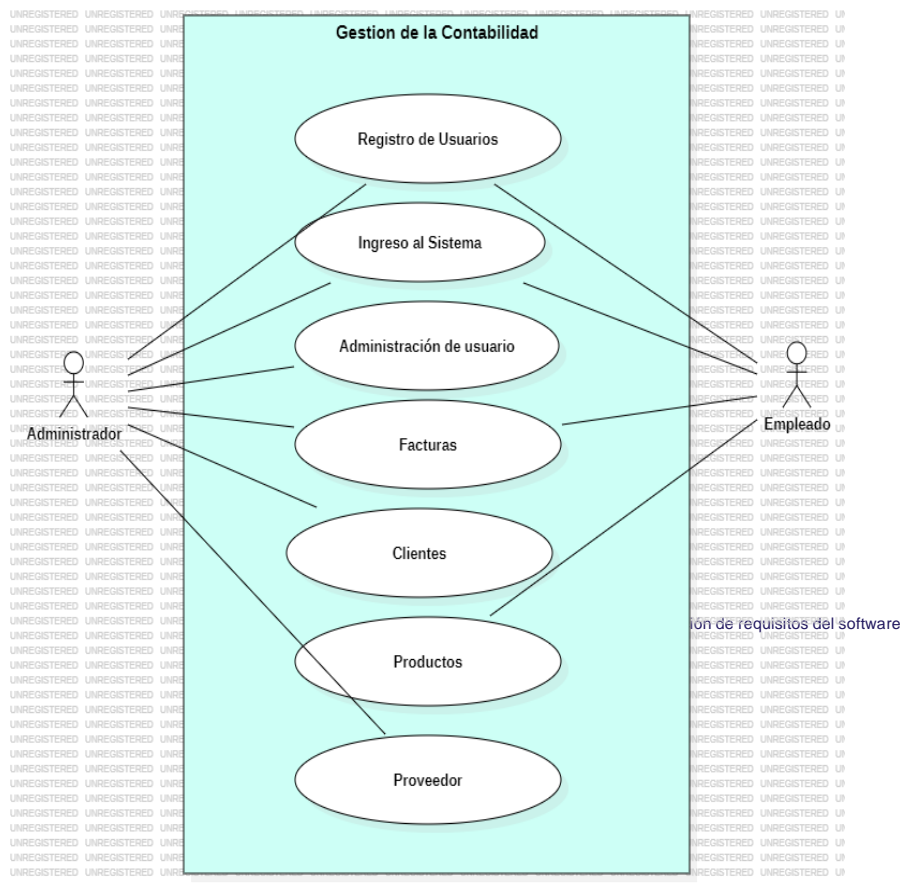 Gestion de la Contabilidad
Registro de Usuarios
Ingreso al Sistema
Administración de usuario
Administrador
Empleado
Facturas
Clientes
de requisitos del software
Productos
Proveedor
UNREGISTERED